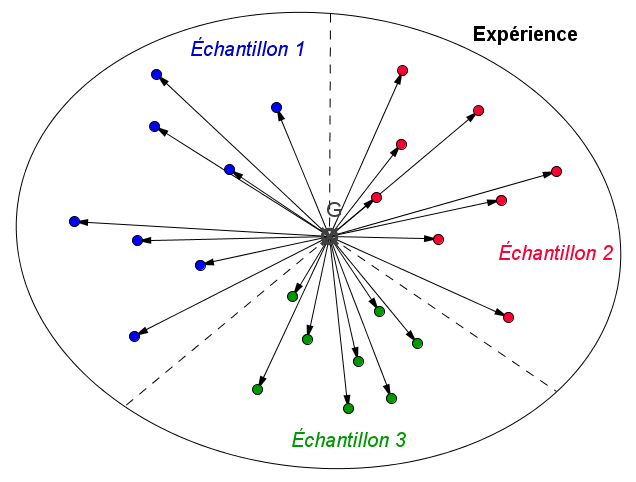 Expérience
Échantillon 1
G
Échantillon 2
Échantillon 3